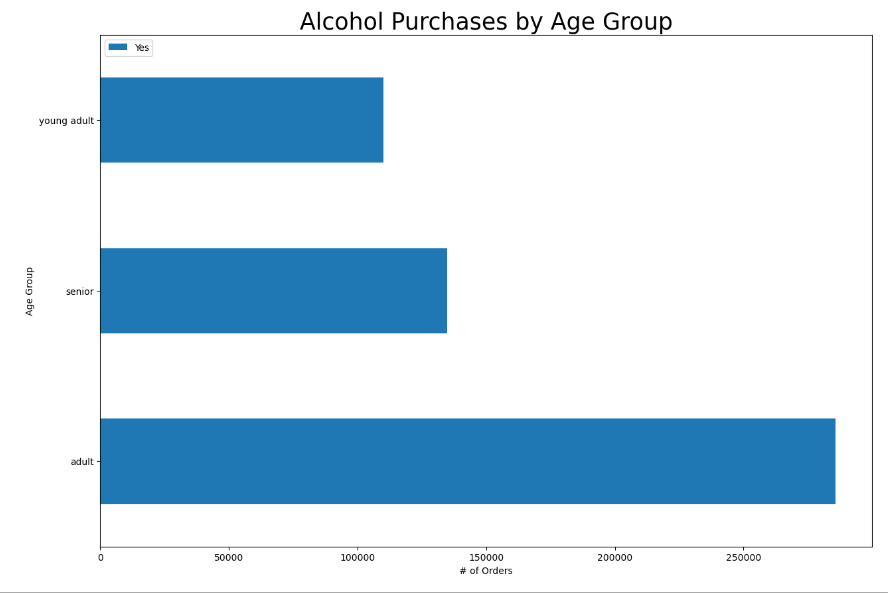 Alcohol Purchases by Age Group
Yes
young adult
senior
adult
Age Group
0 50000 100000 150000 200000 250000
# of Orders